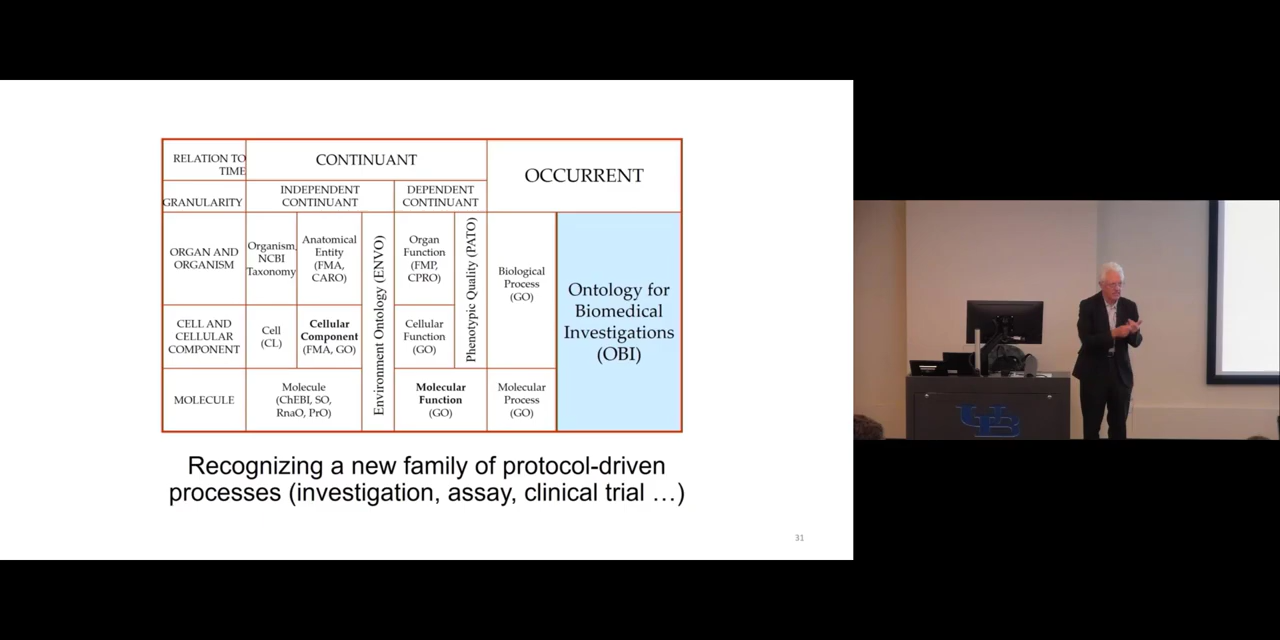 RELATION TO
TIME
CONTINUANT
OCCURRENT
GRANULARITY
INDEPENDENT
CONTINUANT
DEPENDENT
CONTINUANT
ORGAN AND
ORGANISM
Organism,
NCBI
Taxonomy
Anatomical
Entity
(FMA,
CARO)
Environment Ontology (ENVO)
Organ
Function
(FMP,
CPRO)
Phenotypic Quality (PATO)
Biological
Process
(GO)
Ontology for
Biomedical
Investigations
(OBI)
CELL AND
CELLULAR
COMPONENT
Cell
(CL)
Cellular
Component
(FMA, GO)
Cellular
Function
(GO)
MOLECULE
Molecule
(ChEBI, SO,
RnaO, PrO)
Molecular
Function
(GO)
Molecular
Process
(GO)
Recognizing a new family of protocol-driven
processes (investigation, assay, clinical trial …)
31
UB